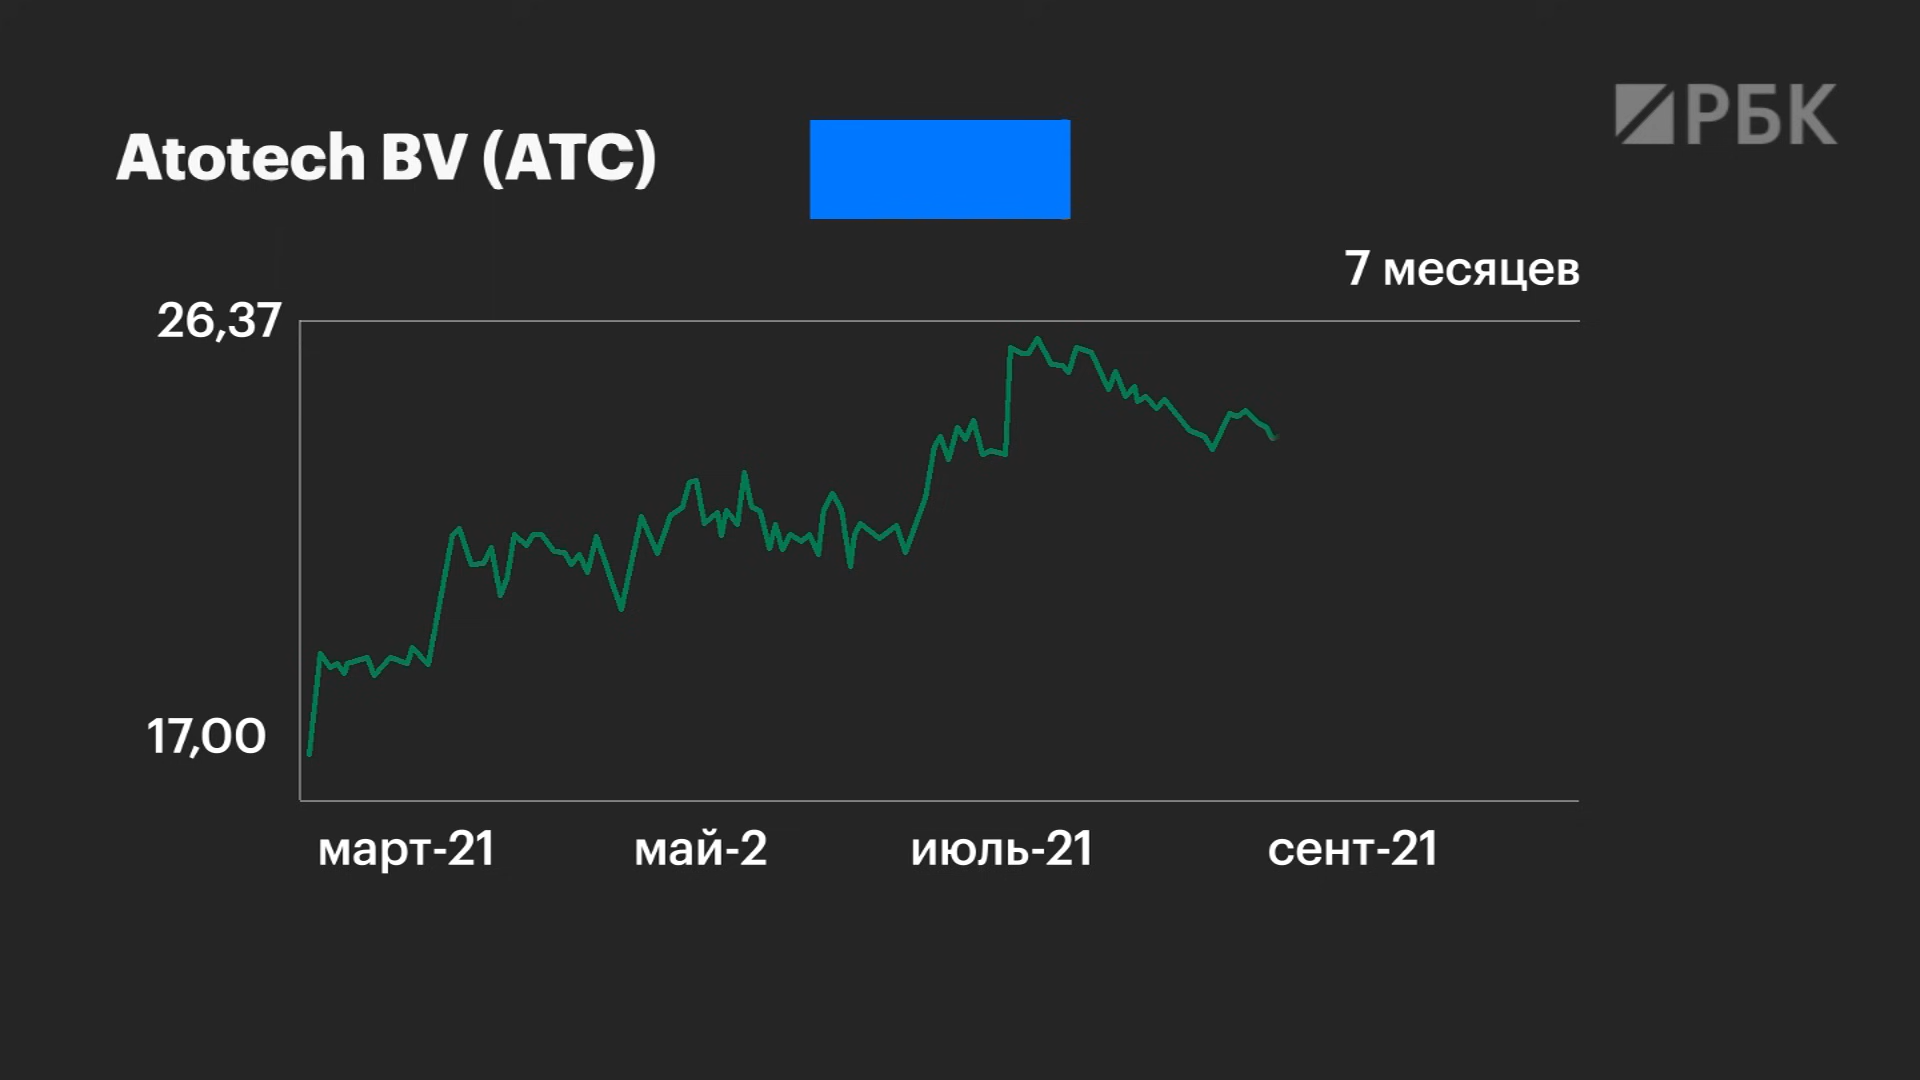 РБК
Atotech BV (ATC)
7 месяцев
26,37
17,00
март-21
май-2
июль-21
сент-21